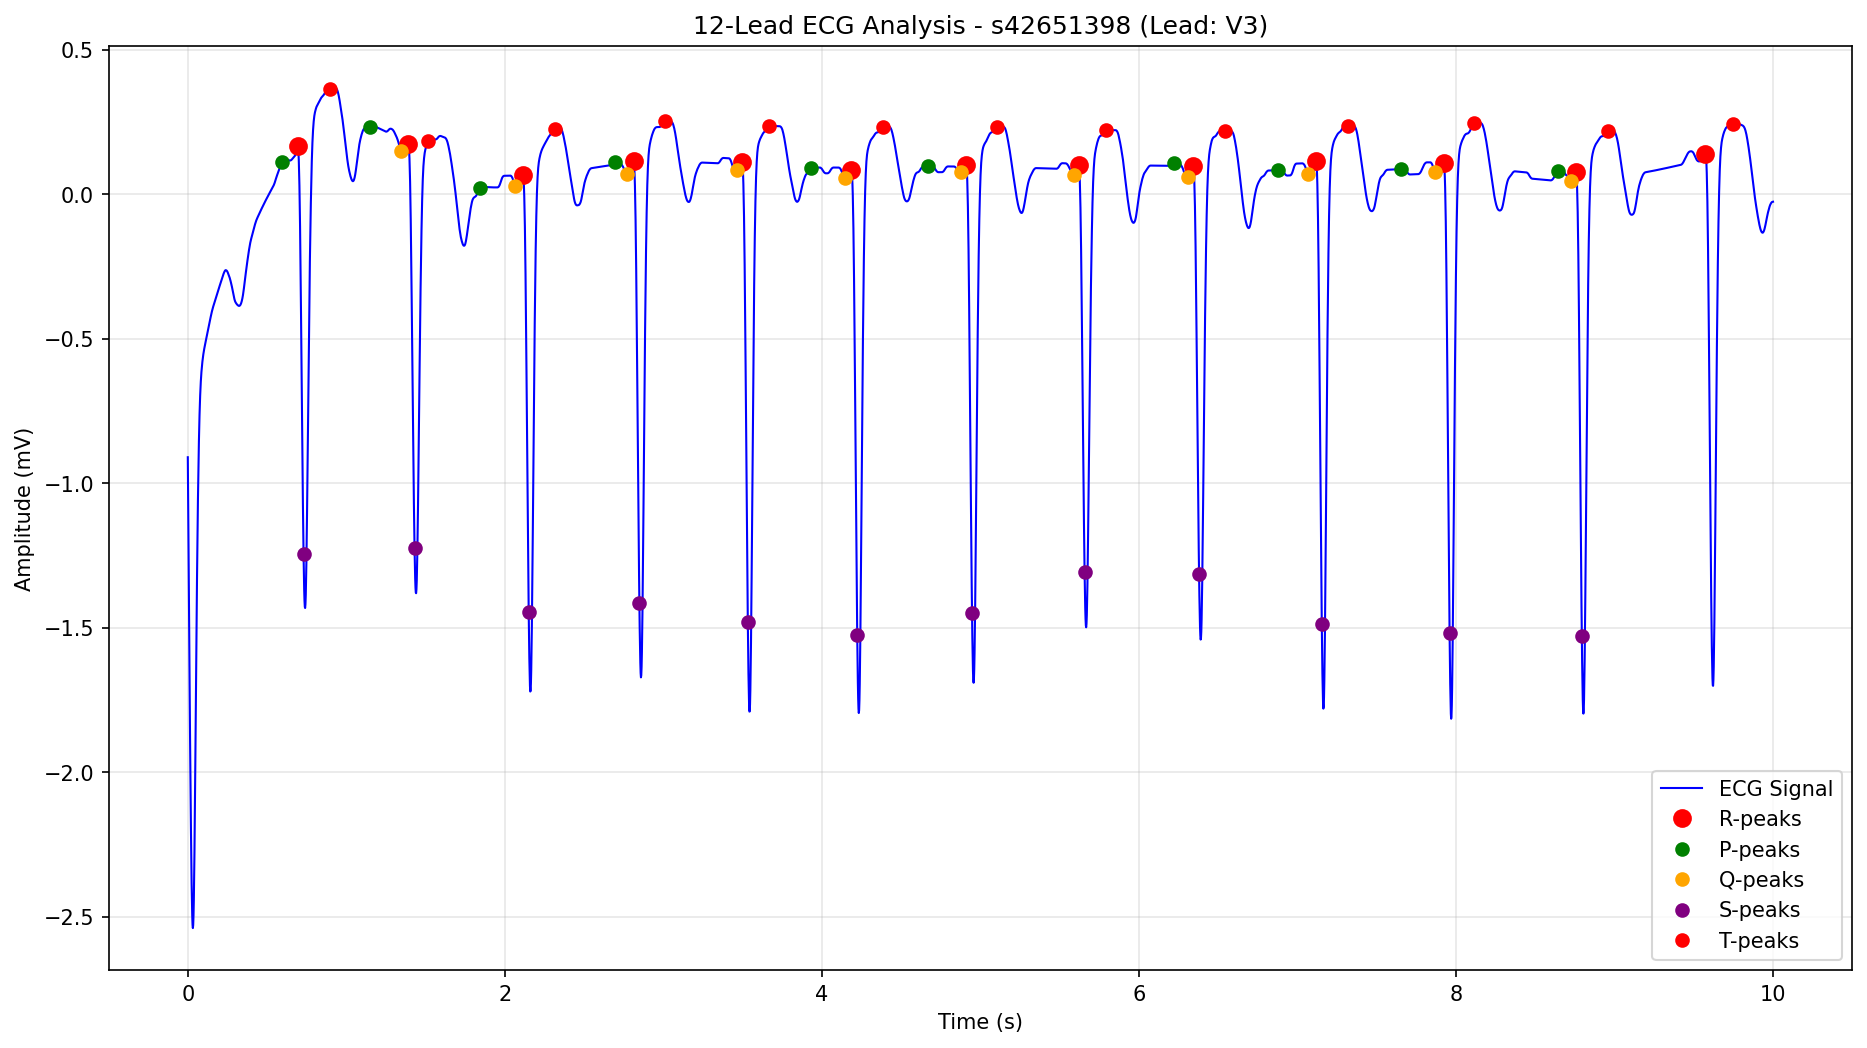 12-Lead ECG Analysis - s42651398 (Lead: V3)
0.5
0.0
−0.5
−1.0
−1.5
−2.0
−2.5
Amplitude (mV)
0 2 4 6 8 10
Time (s)
ECG Signal
R-peaks
P-peaks
Q-peaks
S-peaks
T-peaks